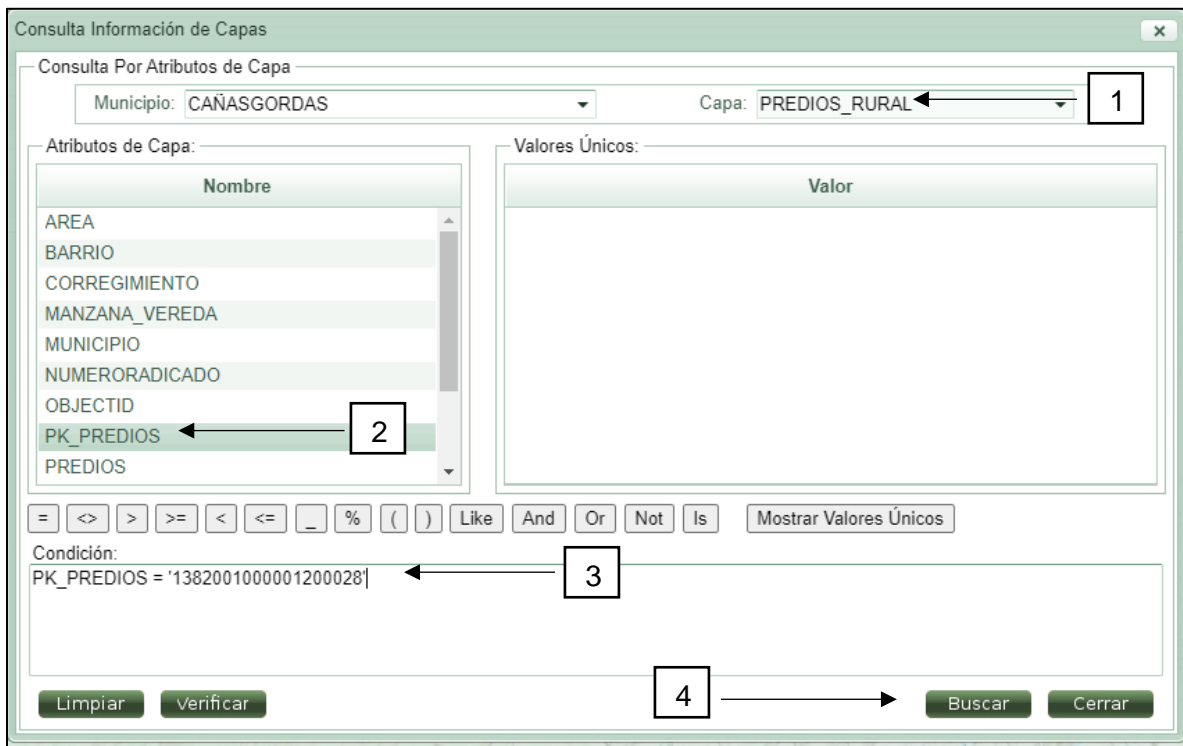 Consulta Información de Capas
x
Consulta Por Atributos de Capa
Municipio: CAÑASGORDAS Capa: PREDIOS_RURAL 1
Atributos de Capa: Valores Únicos:
Nombre Valor
AREA
BARRIO
CORREGIMIENTO
MANZANA_VEREDA
MUNICIPIO
NUMERORADICADO
OBJECTID
PK_PREDIOS 2
PREDIOS
= <> > >= < <= _ % ( ) Like And Or Not Is Mostrar Valores Únicos
Condición:
PK_PREDIOS = '1382001000001200028' 3
4
Limpiar Verificar Buscar Cerrar